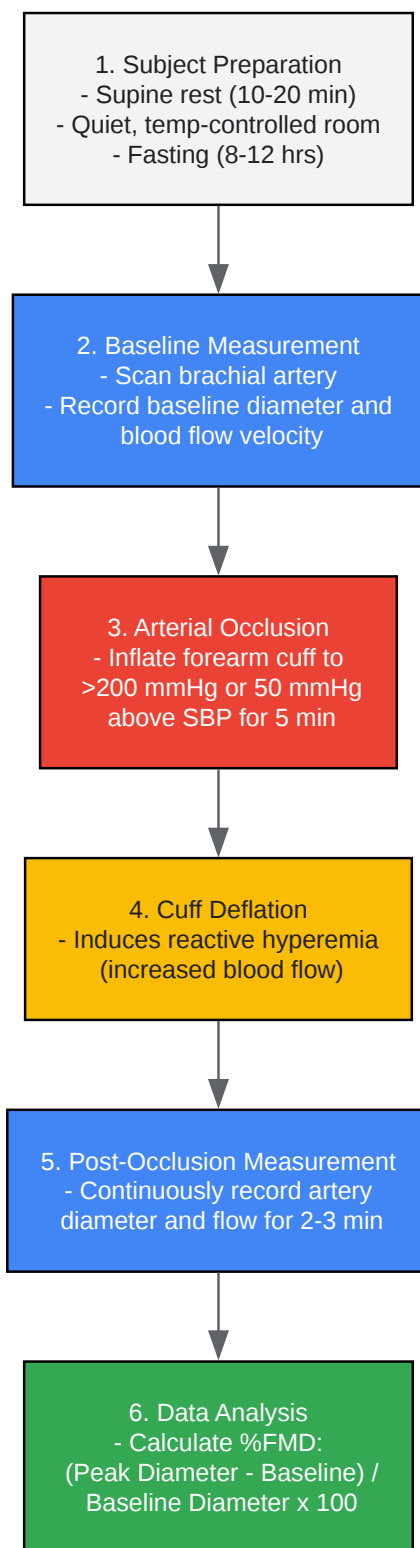 1. Subject Preparation
- Supine rest (10-20 min)
- Quiet, temp-controlled room
- Fasting (8-12 hrs)
2. Baseline Measurement
- Scan brachial artery
- Record baseline diameter and
blood flow velocity
3. Arterial Occlusion
- Inflate forearm cuff to
>200 mmHg or 50 mmHg
above SBP for 5 min
4. Cuff Deflation
- Induces reactive hyperemia
(increased blood flow)
5. Post-Occlusion Measurement
- Continuously record artery
diameter and flow for 2-3 min
6. Data Analysis
- Calculate %FMD:
(Peak Diameter - Baseline) /
Baseline Diameter x 100